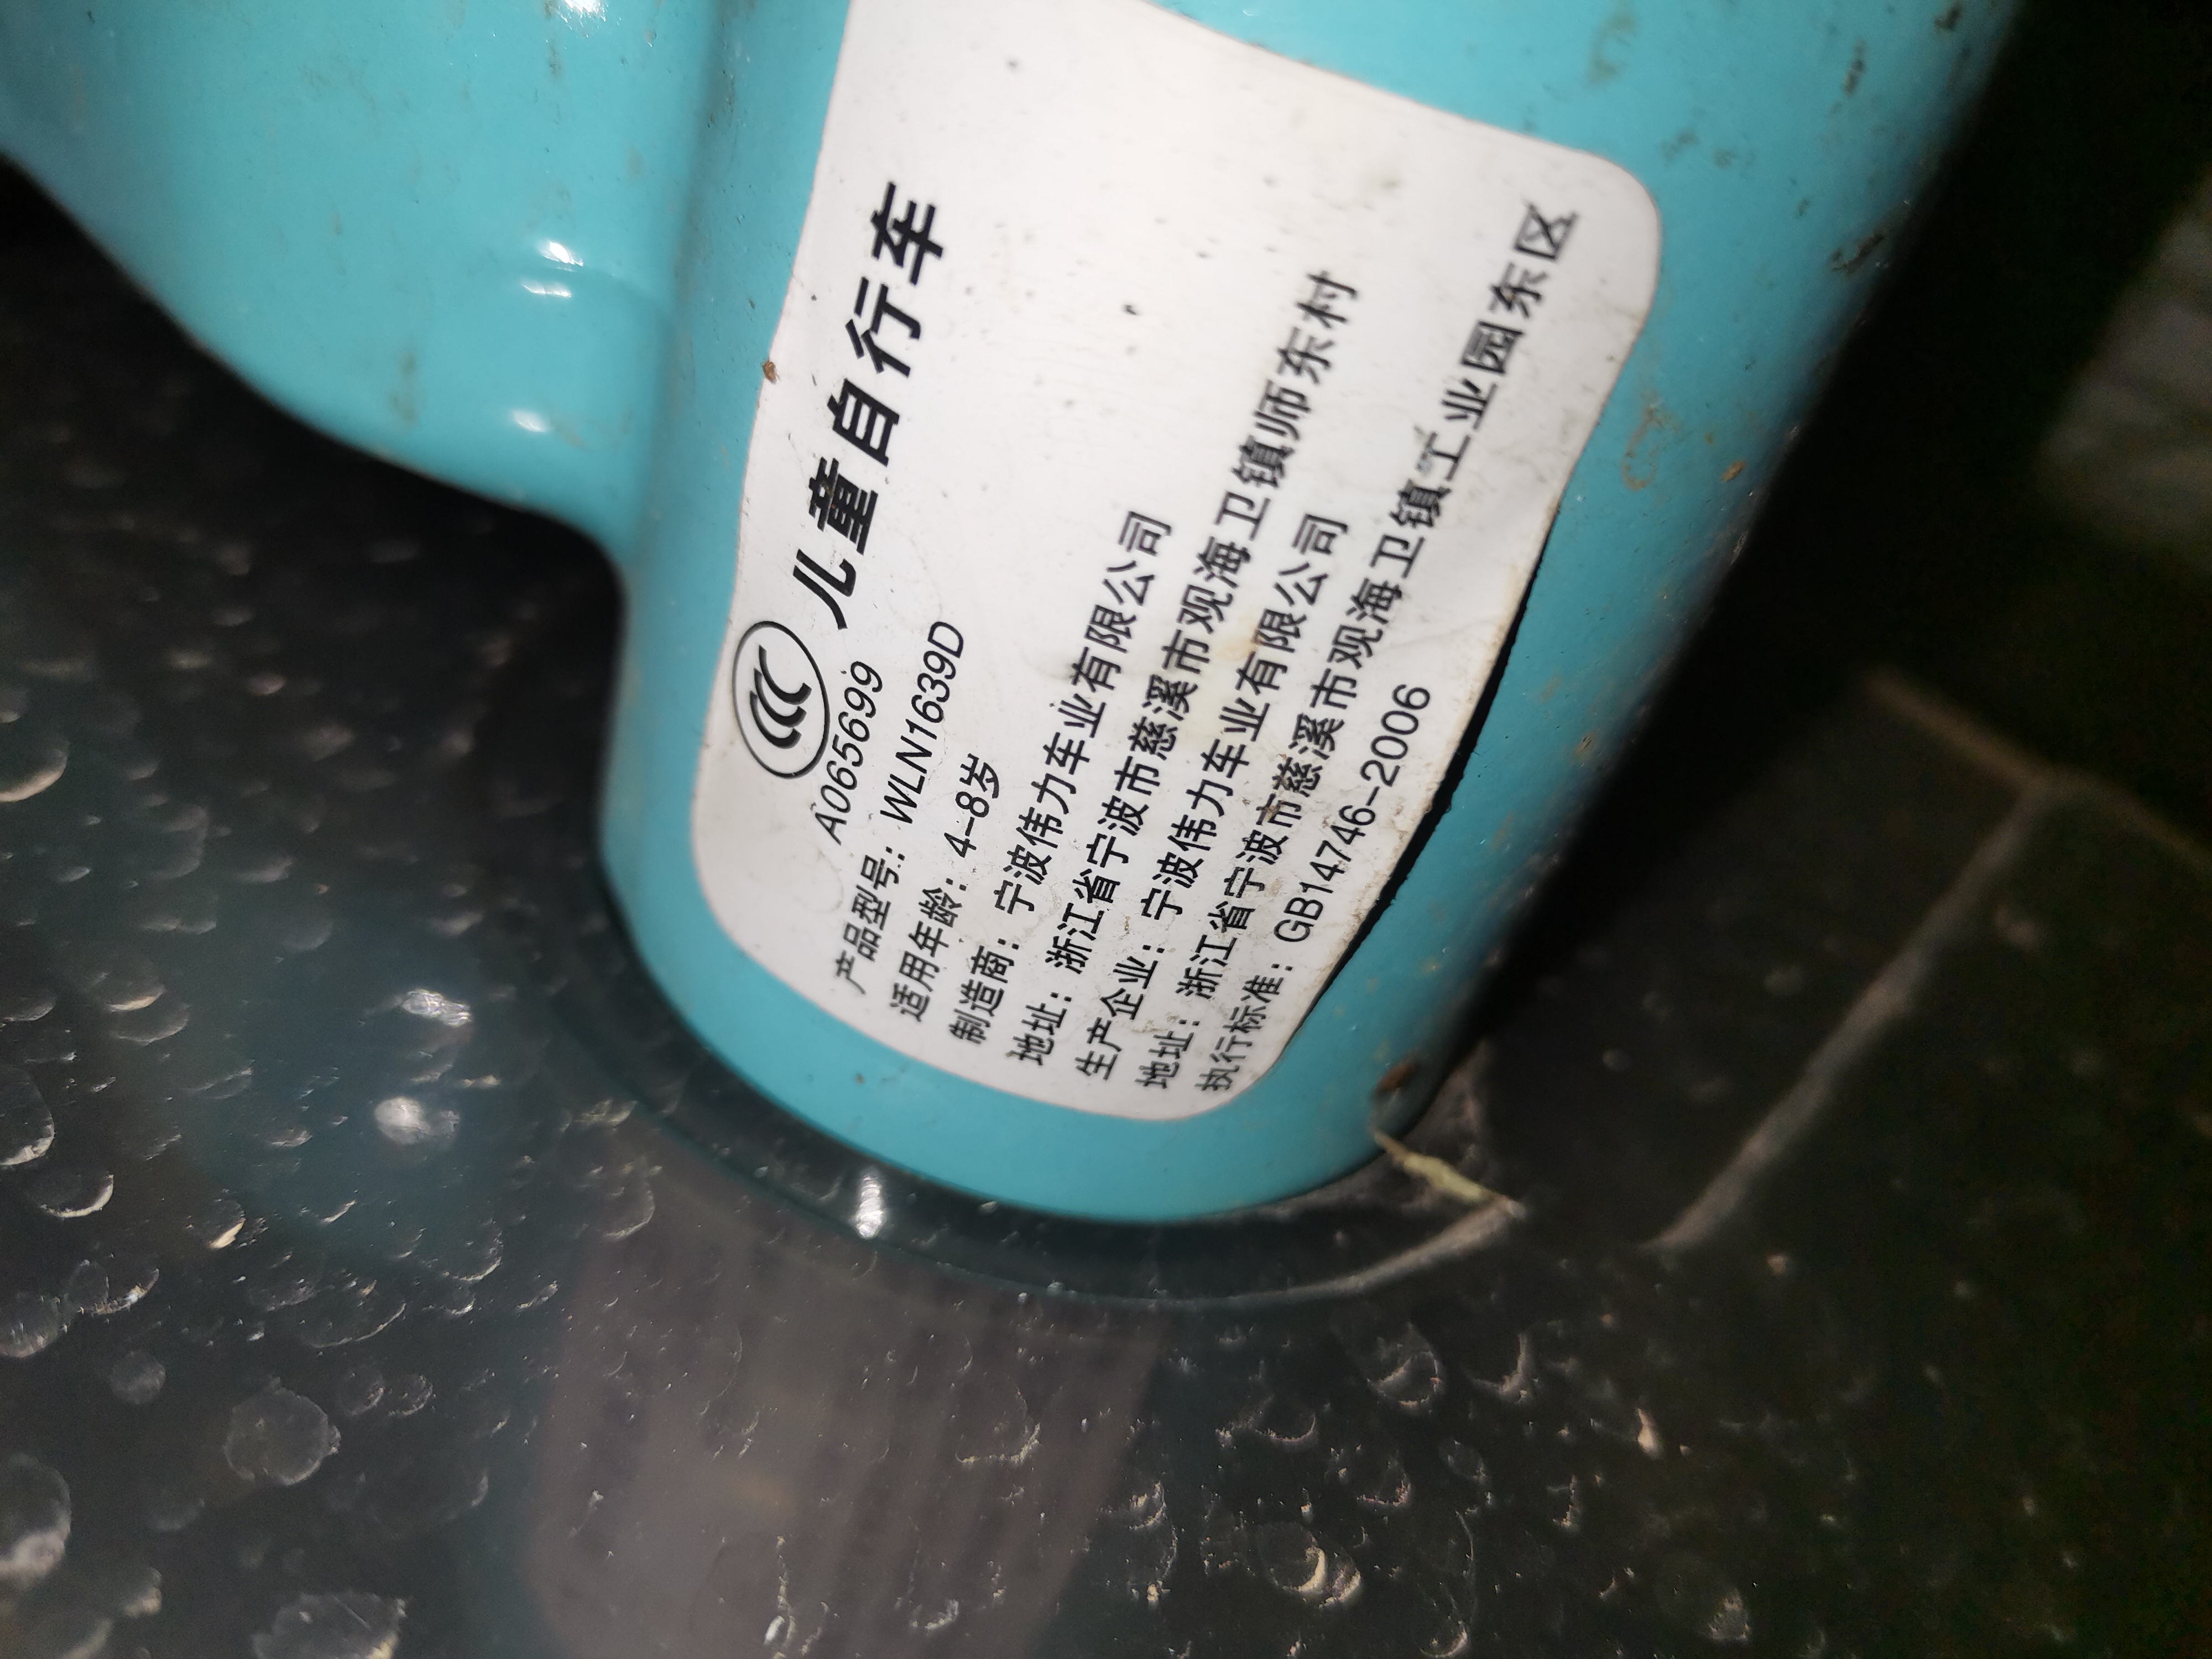 CCC 儿童自行车
A065699
产品型号: WLN1639D
适用年龄: 4-8岁
制造商: 宁波伟力车业有限公司
地址: 浙江省宁波市慈溪市观海卫镇师东村
生产企业: 宁波伟力车业有限公司
地址: 浙江省宁波市慈溪市观海卫镇工业园东区
执行标准: GB14746-2006